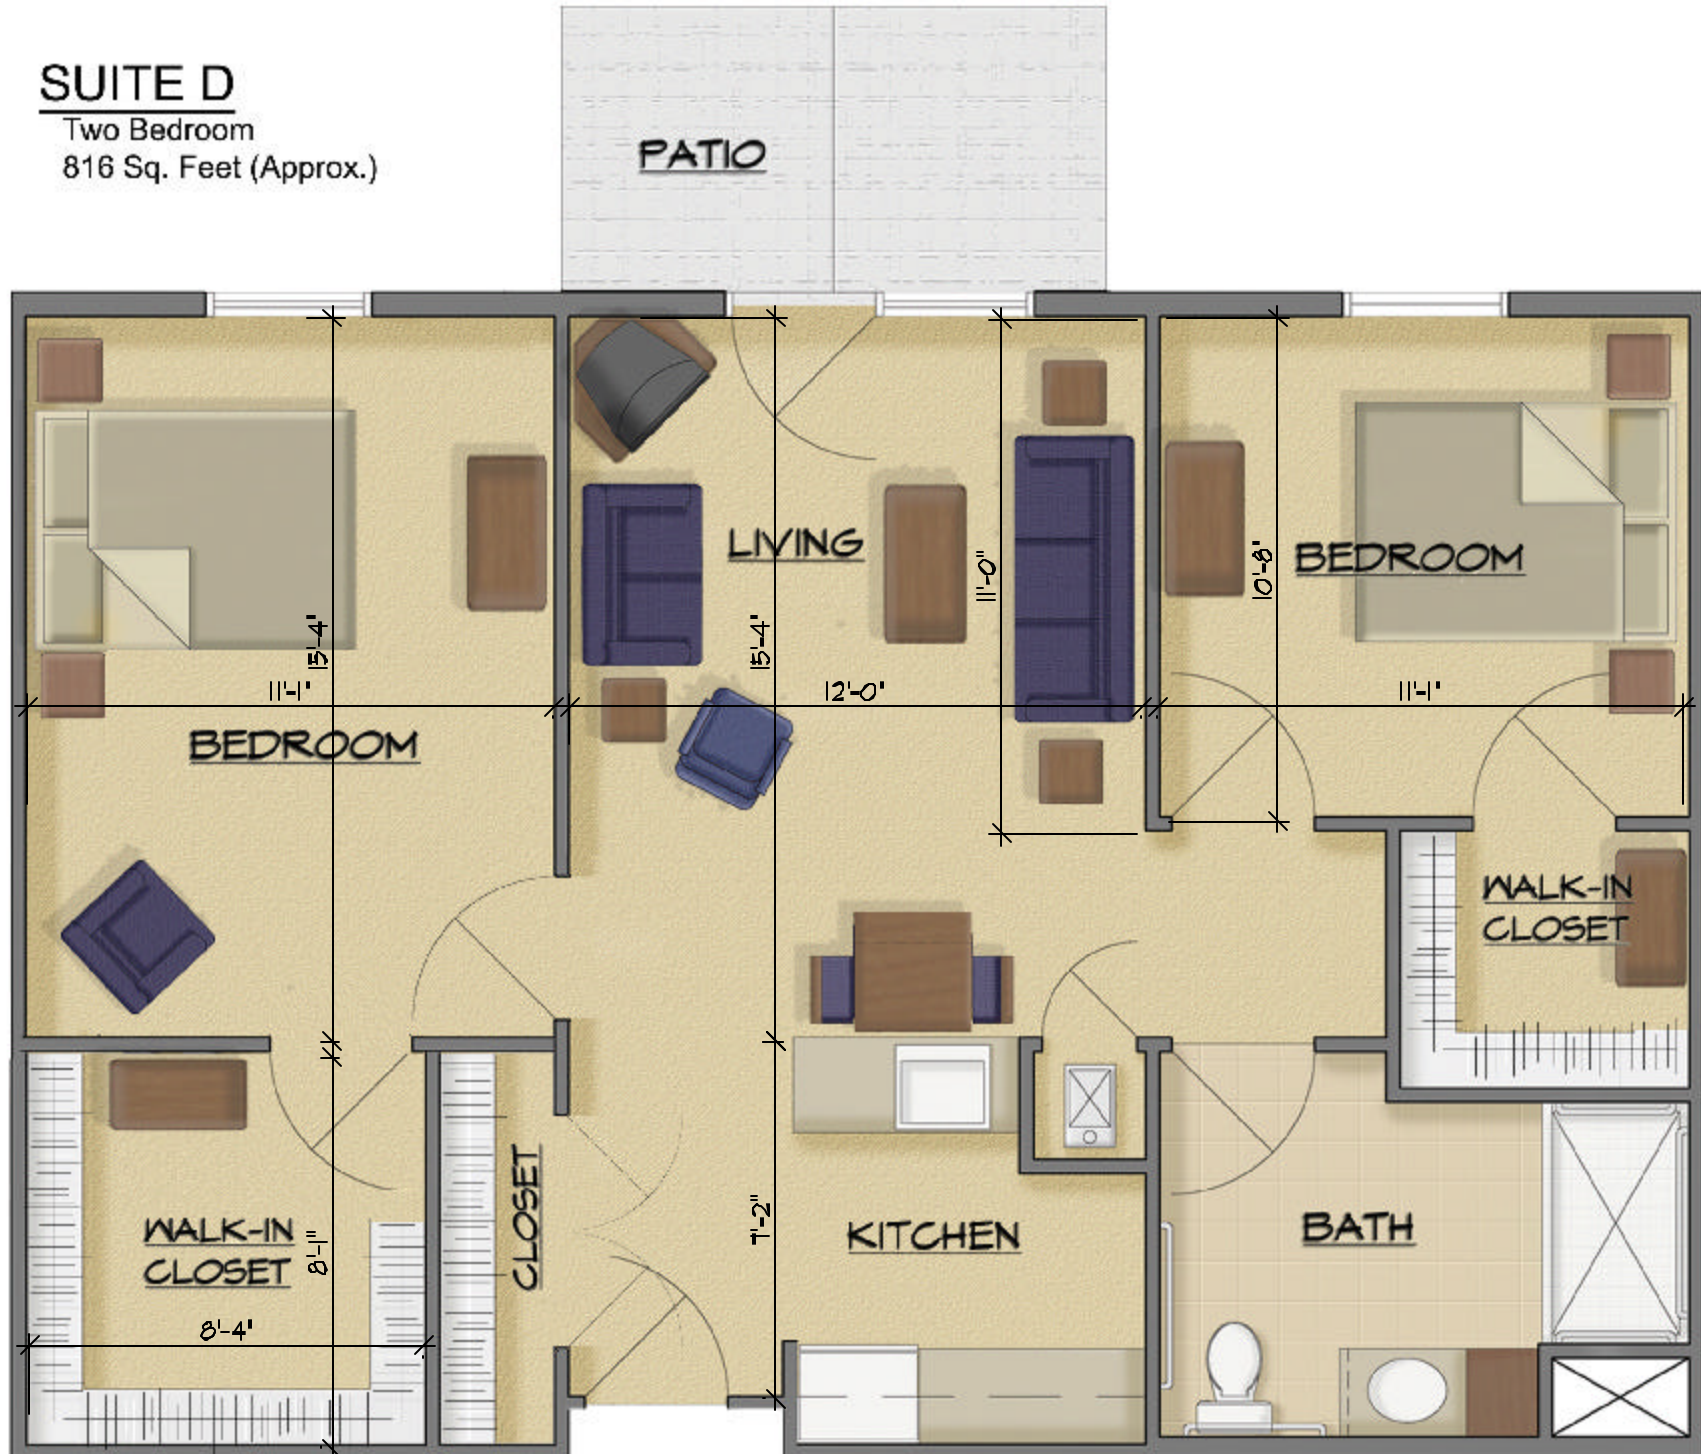 SUITE D
Two Bedroom
816 Sq. Feet (Approx.)
PATIO
LIVING
11'-0"
10'-8"
BEDROOM
15'-4"
15'-4"
11'-1"
12'-0"
11'-1"
BEDROOM
WALK-IN
CLOSET
CLOSET
7'-2"
WALK-IN
CLOSET
8'-1"
KITCHEN
BATH
8'-4"